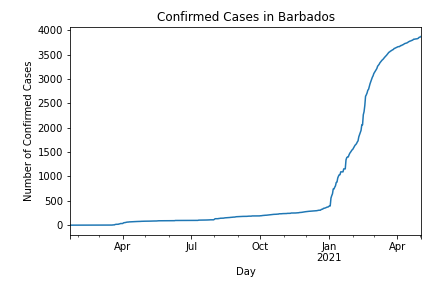 Confirmed Cases in Barbados
4000
3500
3000
2500
2000
1500
1000
500
0
Number of Confirmed Cases
Apr
Jul
Oct
Jan
2021
Apr
Day